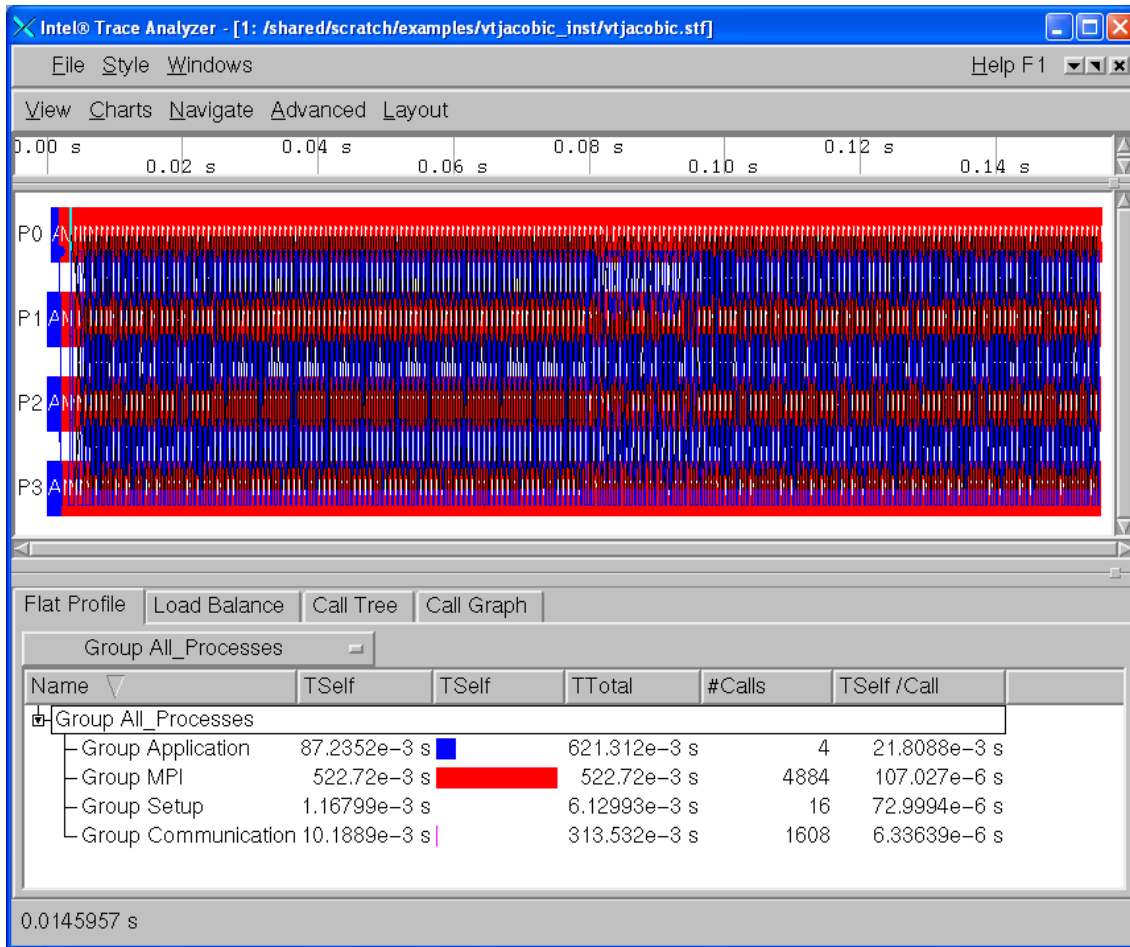 Intel® Trace Analyzer - [1: /shared/scratch/examples/vtjacobic_inst/vtjacobic.stf]
File Style Windows Help F1
View Charts Navigate Advanced Layout
0.00 s 0.04 s 0.08 s 0.12 s
0.02 s 0.06 s 0.10 s 0.14 s
P0 A
P1 A
P2 A
P3 A
Flat Profile Load Balance Call Tree Call Graph
Group All_Processes
Name TSelf TSelf TTotal #Calls TSelf /Call
Group All_Processes
Group Application 87.2352e-3 s 621.312e-3 s 4 21.8088e-3 s
Group MPI 522.72e-3 s 522.72e-3 s 4884 107.027e-6 s
Group Setup 1.16799e-3 s 6.12993e-3 s 16 72.9994e-6 s
Group Communication 10.1889e-3 s 313.532e-3 s 1608 6.33639e-6 s
0.0145957 s